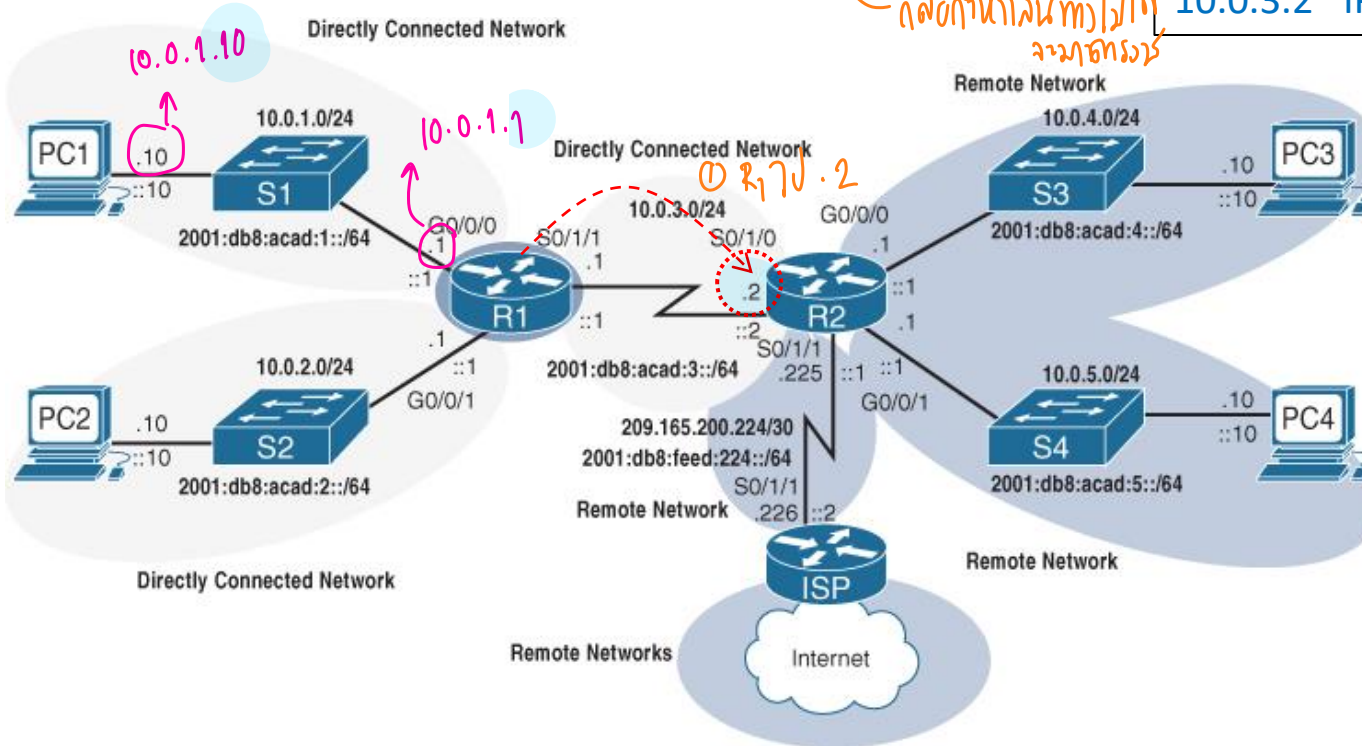 10.0.3.2
Directly Connected Network
10.0.1.10
Remote Network
10.0.1.0/24
10.0.1.1
10.0.4.0/24
PC1
.10
::10
S1
Directly Connected Network
① R1 ไป .2
PC3
.10
::10
S3
10.0.3.0/24
G0/0/0
.1
::1
S0/1/1
.1
::1
S0/1/0
.2
::2
G0/0/0
.1
::1
2001:db8:acad:1::/64
2001:db8:acad:4::/64
R1
R2
.1
::1
G0/0/1
2001:db8:acad:3::/64
S0/1/1
.225
::1
::1
.1
G0/0/1
10.0.2.0/24
10.0.5.0/24
PC2
.10
::10
S2
209.165.200.224/30
2001:db8:feed:224::/64
S4
.10
::10
PC4
2001:db8:acad:2::/64
S0/1/1
.226
::2
2001:db8:acad:5::/64
Remote Network
Directly Connected Network
ISP
Remote Network
Remote Networks
Internet